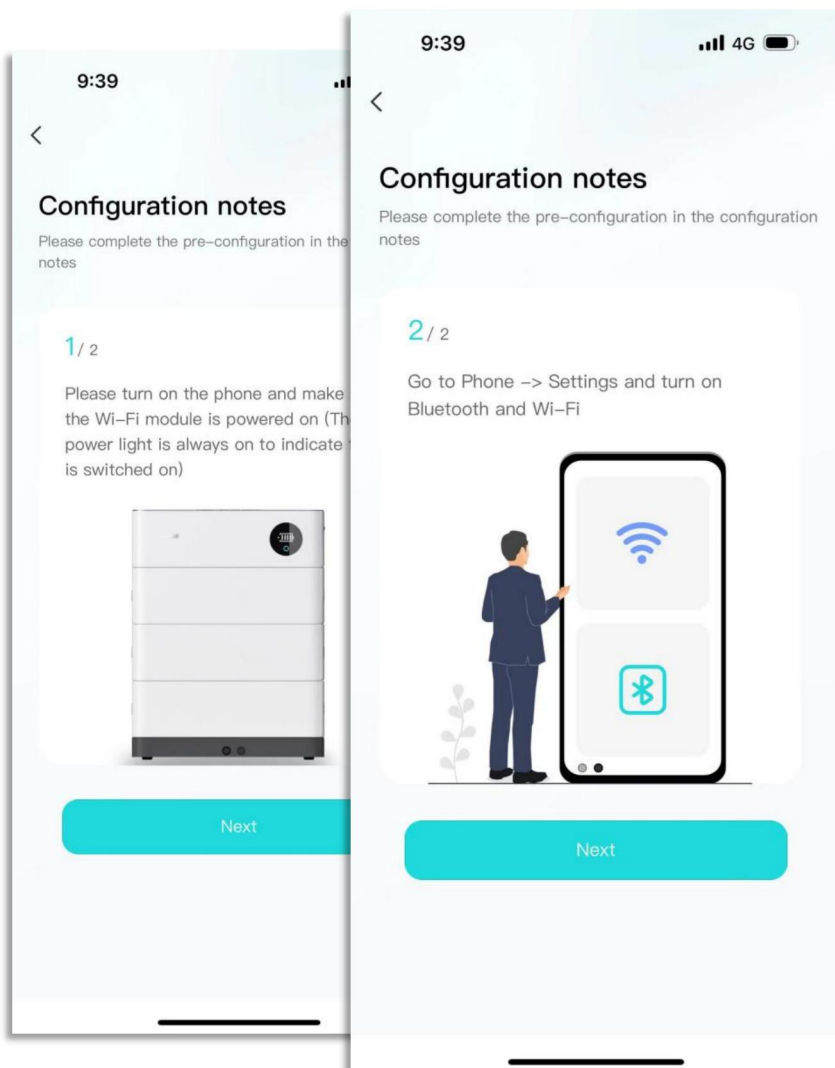 9:39
Configuration notes
Please complete the pre-configuration in the
notes
1/ 2
Please turn on the phone and make
the Wi-Fi module is powered on (Th
power light is always on to indicate
is switched on)
Next
9:39
4G
Configuration notes
Please complete the pre-configuration in the configuration
notes
2/ 2
Go to Phone -> Settings and turn on
Bluetooth and Wi-Fi
Next